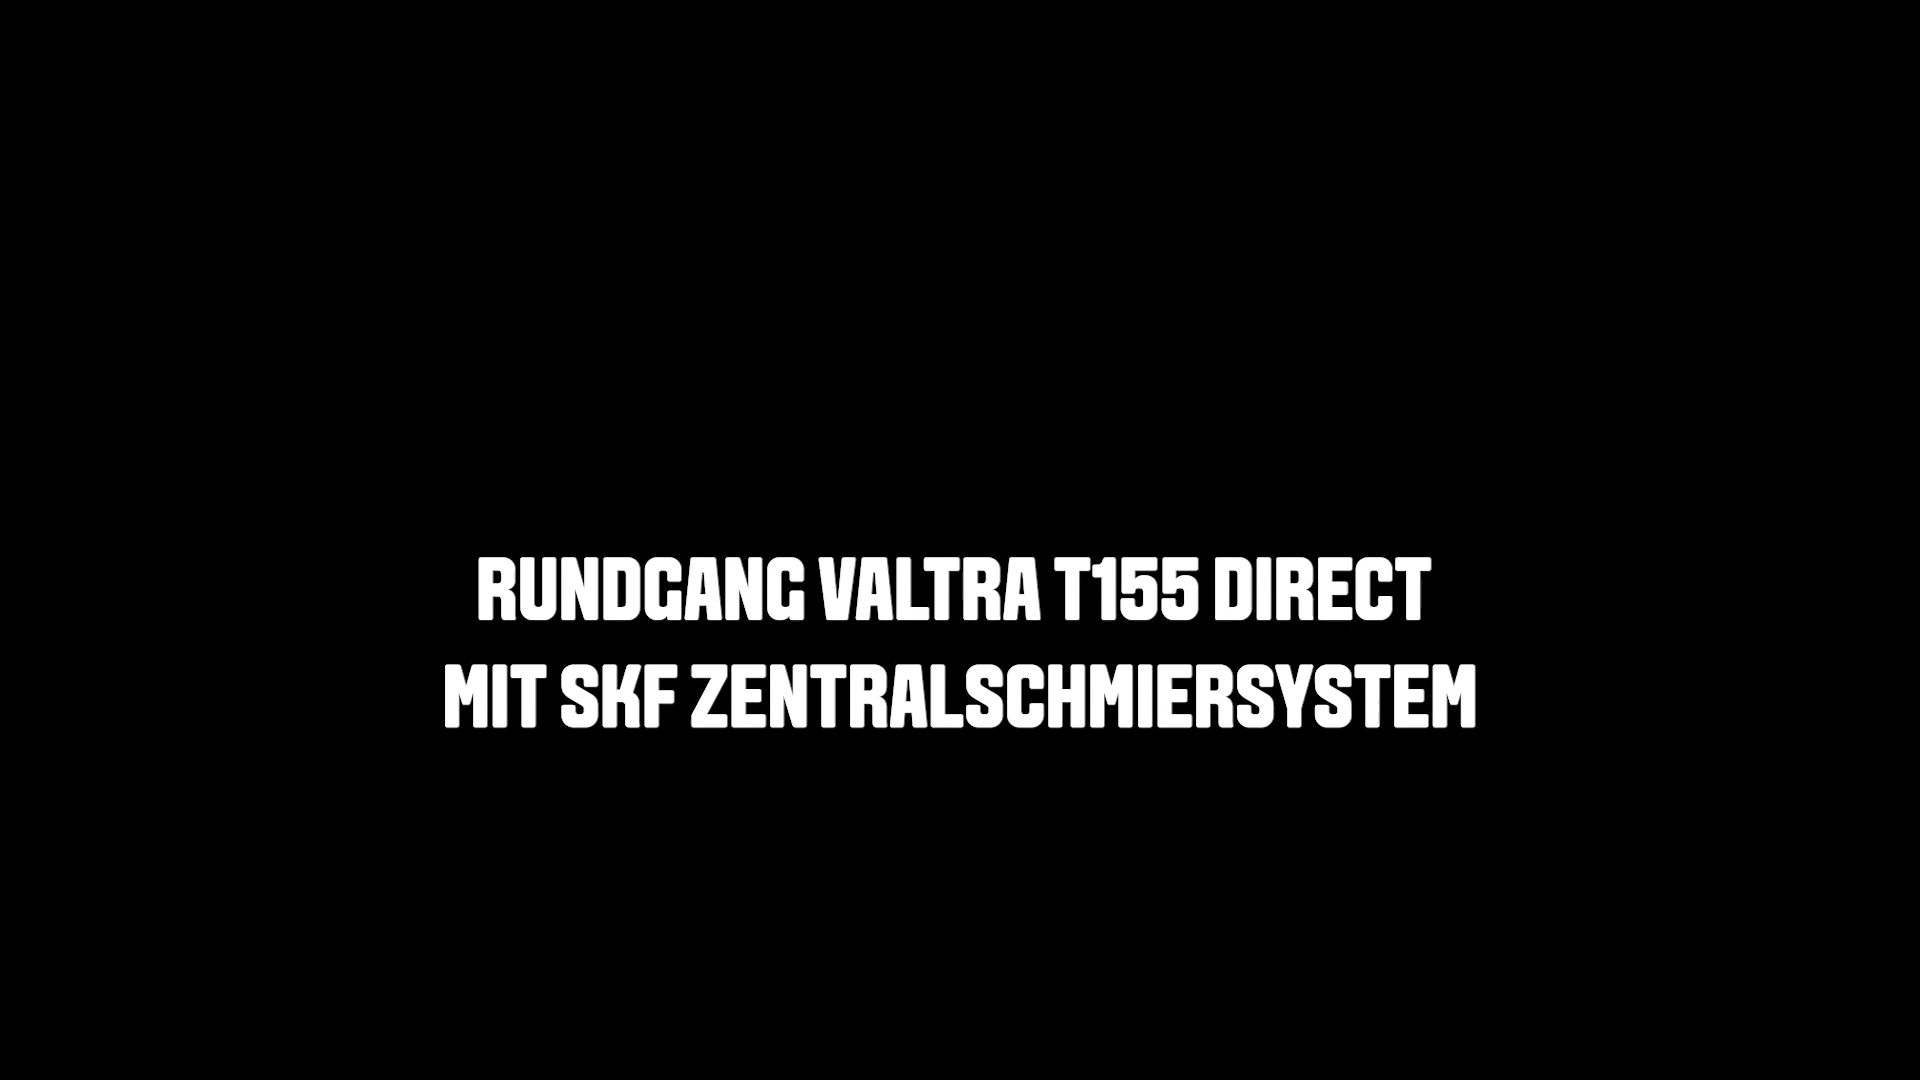 RUNDGANG VALTRA T155 DIRECT
MIT SKF ZENTRALSCHMIERSYSTEM